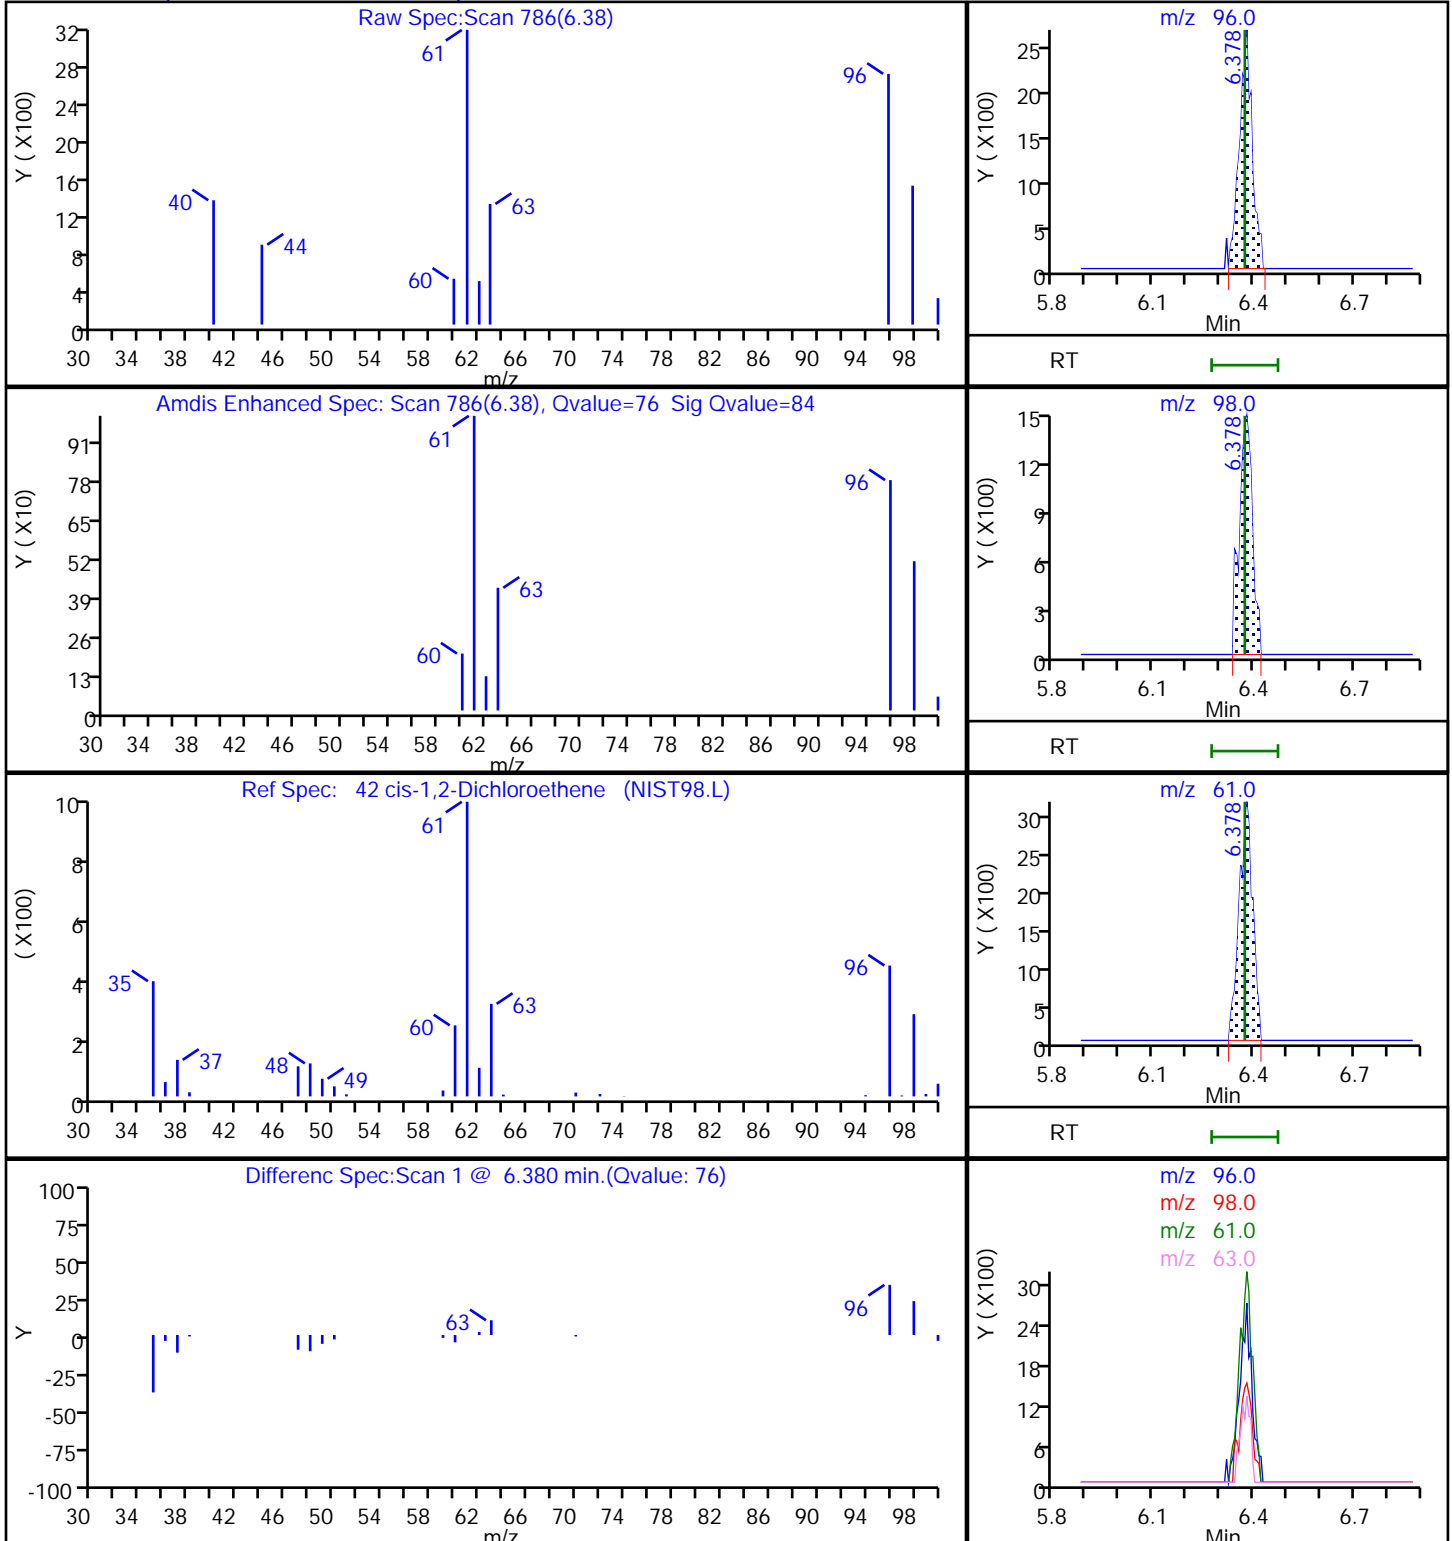 Raw Spec:Scan 786(6.38)
Y ( X100)
32
28
24
20
16
12
8
4
0
61
96
40
44
60
63
30 34 38 42 46 50 54 58 62 66 70 74 78 82 86 90 94 98
m/z
m/z 96.0
Y ( X100)
25
20
15
10
5
0
6.378
5.8 6.1 6.4 6.7
Min
RT
Amdis Enhanced Spec: Scan 786(6.38), Qvalue=76 Sig Qvalue=84
Y ( X10)
91
78
65
52
39
26
13
0
61
96
63
60
30 34 38 42 46 50 54 58 62 66 70 74 78 82 86 90 94 98
m/z
m/z 98.0
Y ( X100)
15
12
9
6
3
0
6.378
5.8 6.1 6.4 6.7
Min
RT
Ref Spec: 42 cis-1,2-Dichloroethene (NIST98.L)
( X100)
10
8
6
4
2
0
61
96
35
63
60
37
48
49
30 34 38 42 46 50 54 58 62 66 70 74 78 82 86 90 94 98
m/z 61.0
Y ( X100)
30
25
20
15
10
5
0
6.378
5.8 6.1 6.4 6.7
Min
RT
Differenc Spec:Scan 1 @ 6.380 min.(Qvalue: 76)
Y
100
75
50
25
0
-25
-50
-75
-100
63
96
30 34 38 42 46 50 54 58 62 66 70 74 78 82 86 90 94 98
m/z
m/z 96.0
m/z 98.0
m/z 61.0
m/z 63.0
Y ( X100)
30
24
18
12
6
0
5.8 6.1 6.4 6.7
Min